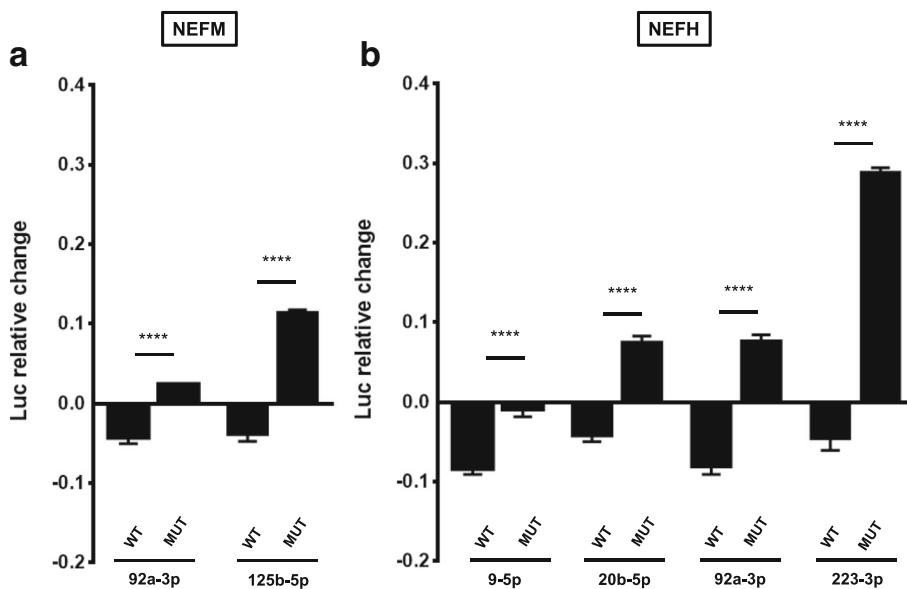 NEFM
NEFH
a
b
Luc relative change
0.4
0.3
0.2
0.1
0.0
-0.1
-0.2
****
****
WT
MUT
WT
MUT
92a-3p
125b-5p
Luc relative change
0.4
0.3
0.2
0.1
0.0
-0.1
-0.2
****
****
****
****
WT
MUT
WT
MUT
WT
MUT
WT
MUT
9-5p
20b-5p
92a-3p
223-3p